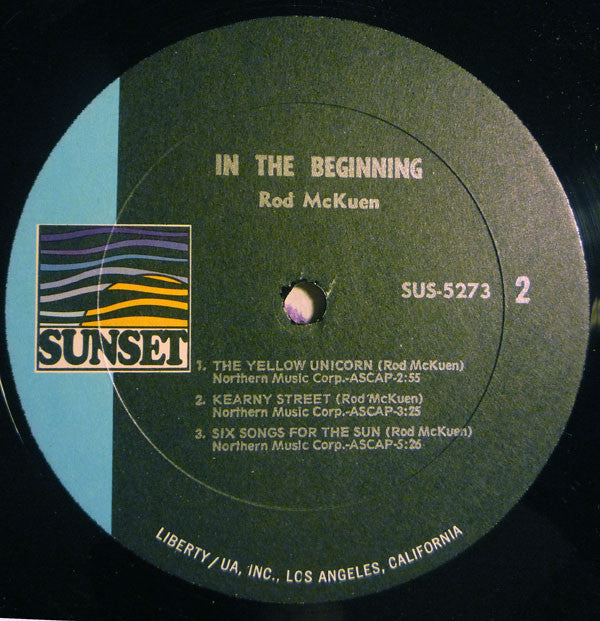 IN THE BEGINNING
Rod McKuen
SUS-5273 2
SUNSET
1. THE YELLOW UNICORN (Rod McKuen)
Northern Music Corp.-ASCAP-2:55
2. KEARNY STREET (Rod McKuen)
Northern Music Corp.-ASCAP-3:25
3. SIX SONGS FOR THE SUN (Rod McKuen)
Northern Music Corp.-ASCAP-5:26
LIBERTY/UA, INC., LOS ANGELES, CALIFORNIA